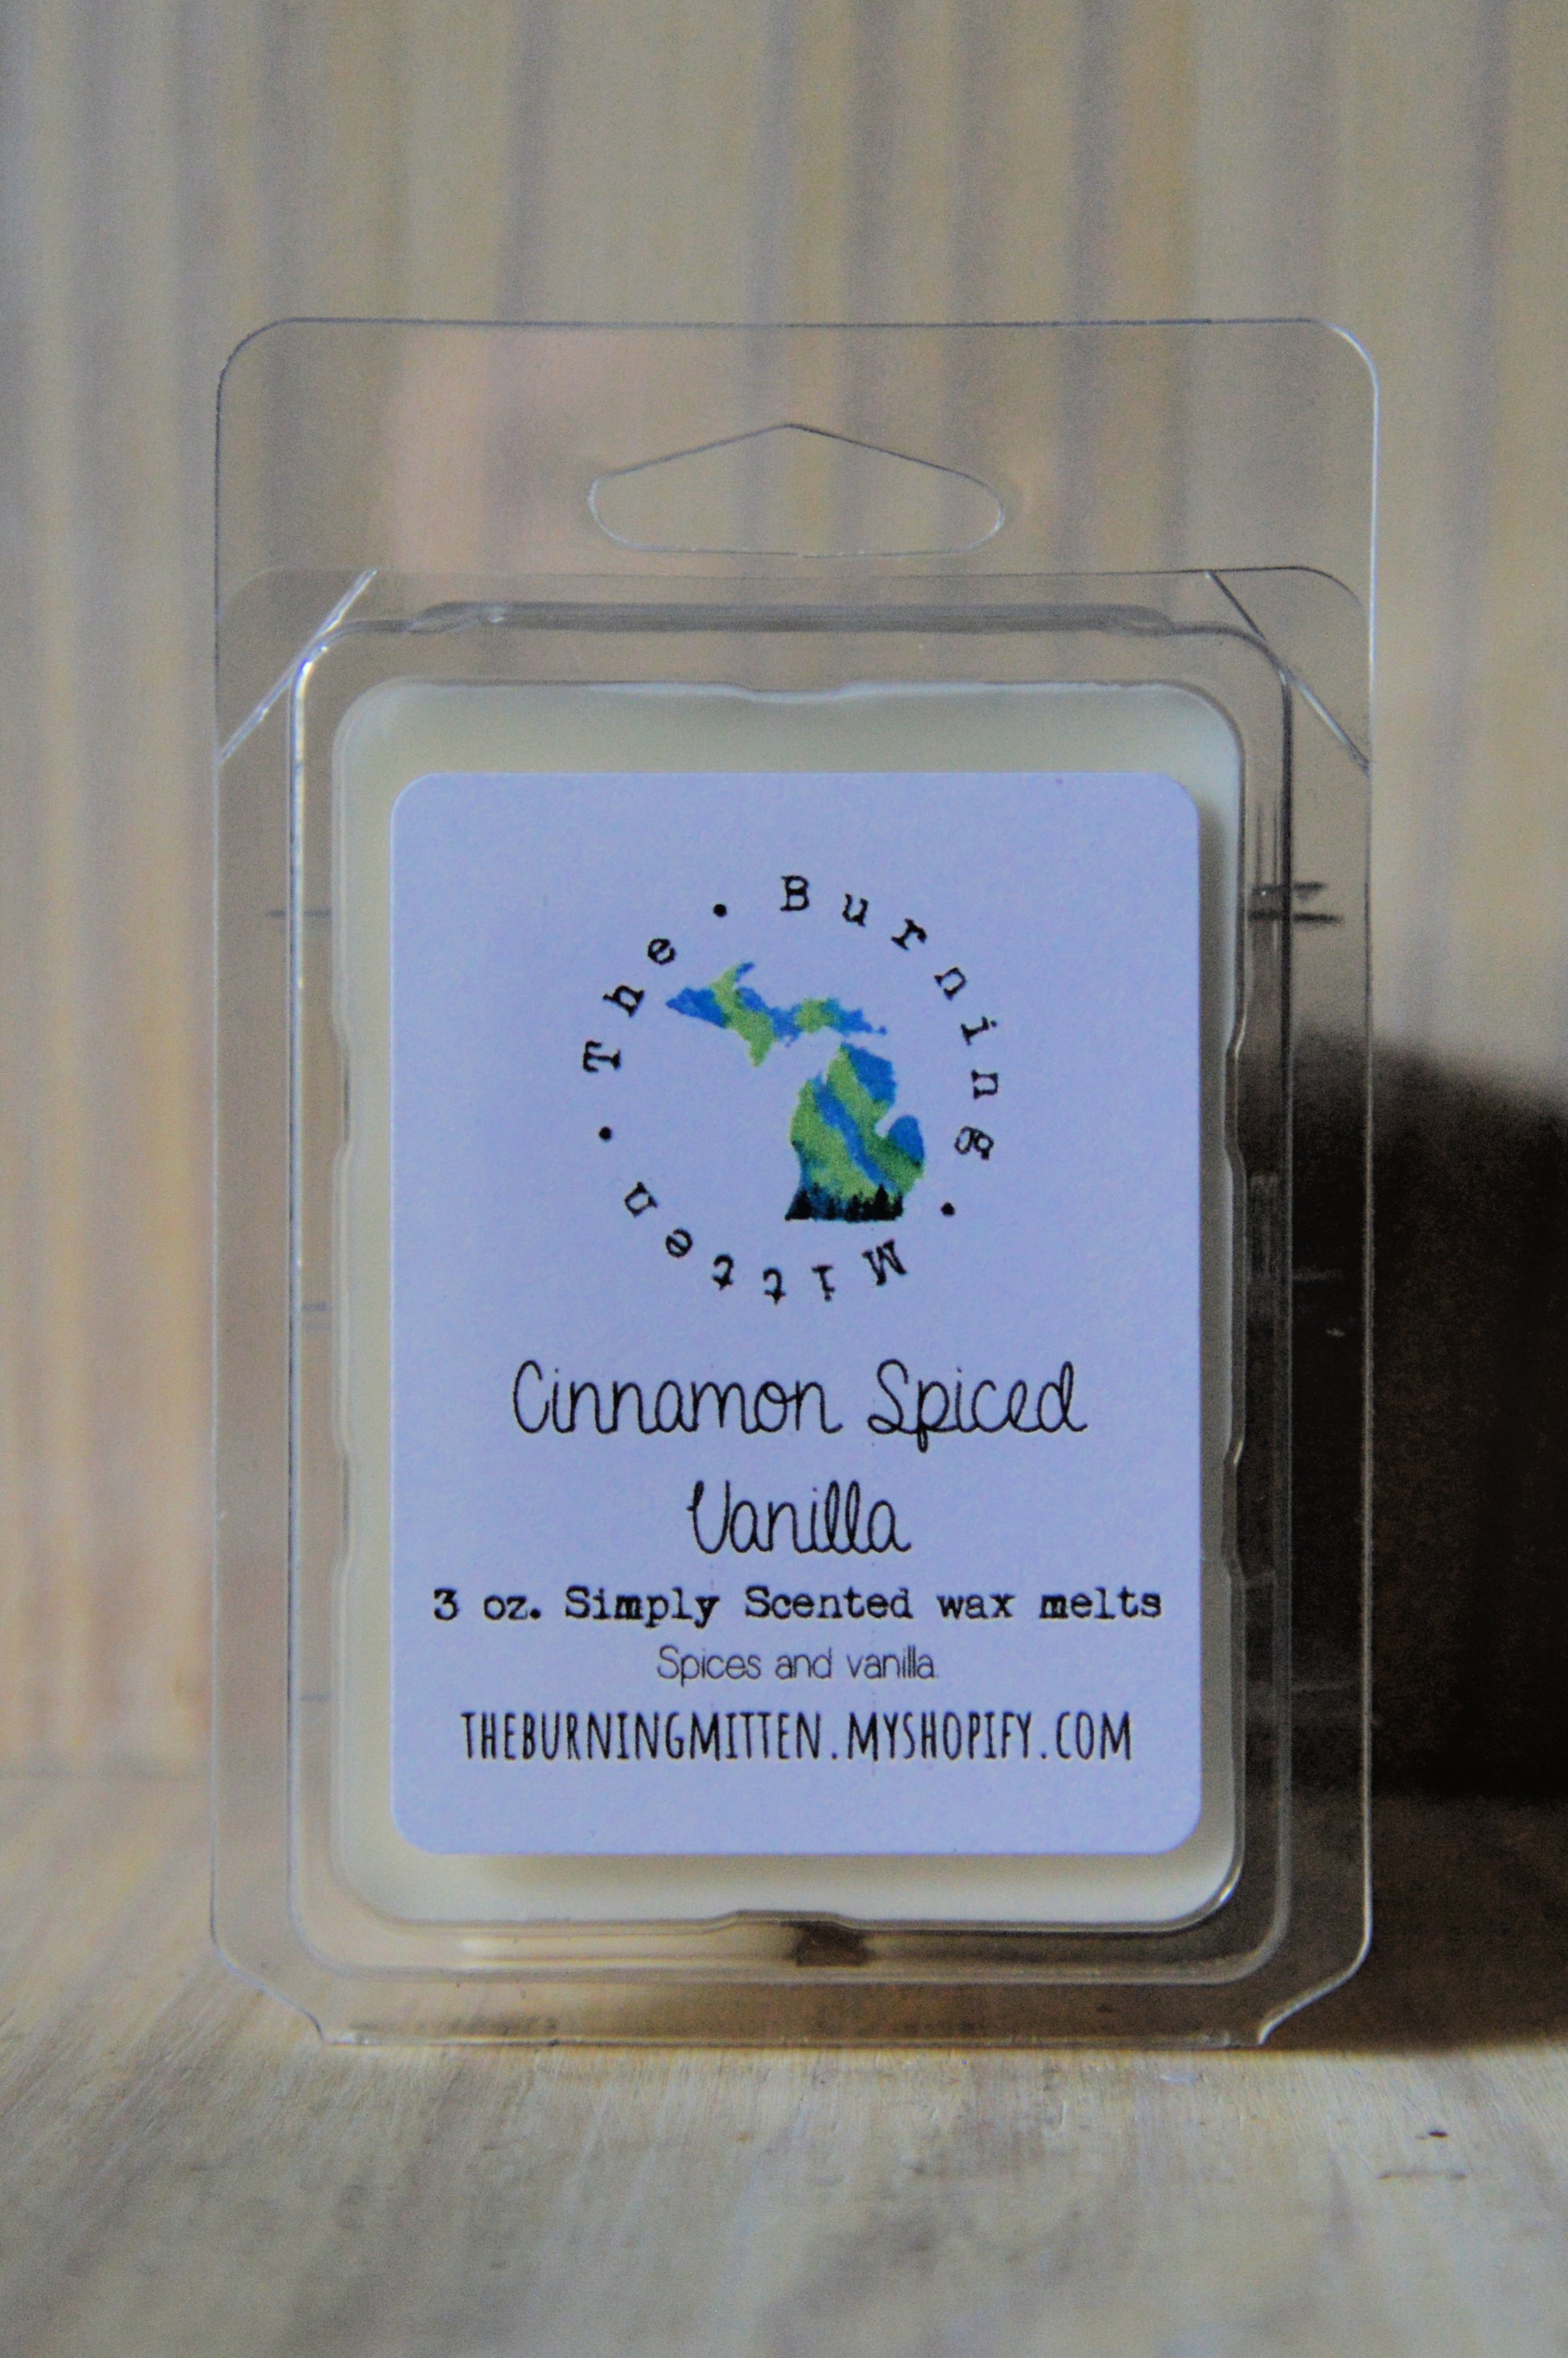 The • Burning • Mitten •
Cinnamon Spiced
Vanilla
3 oz. Simply Scented wax melts
Spices and vanilla
THEBURNINGMITTEN.MYSHOPIFY.COM